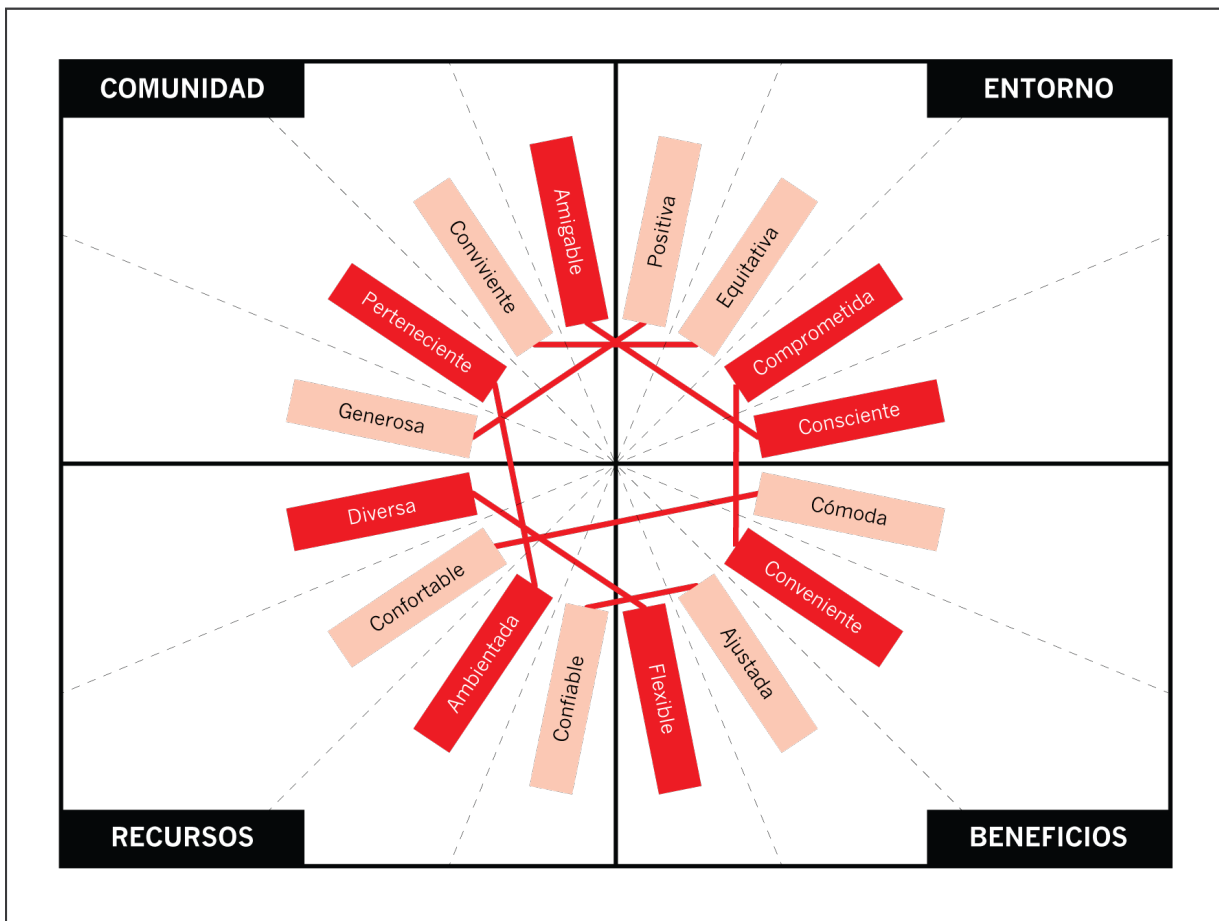 COMUNIDAD
ENTORNO
Amigable
Positiva
Conviviente
Equitativa
Perteneciente
Comprometida
Generosa
Consciente
Diversa
Cómoda
Confortable
Conveniente
Ambientada
Ajustada
Confiable
Flexible
RECURSOS
BENEFICIOS